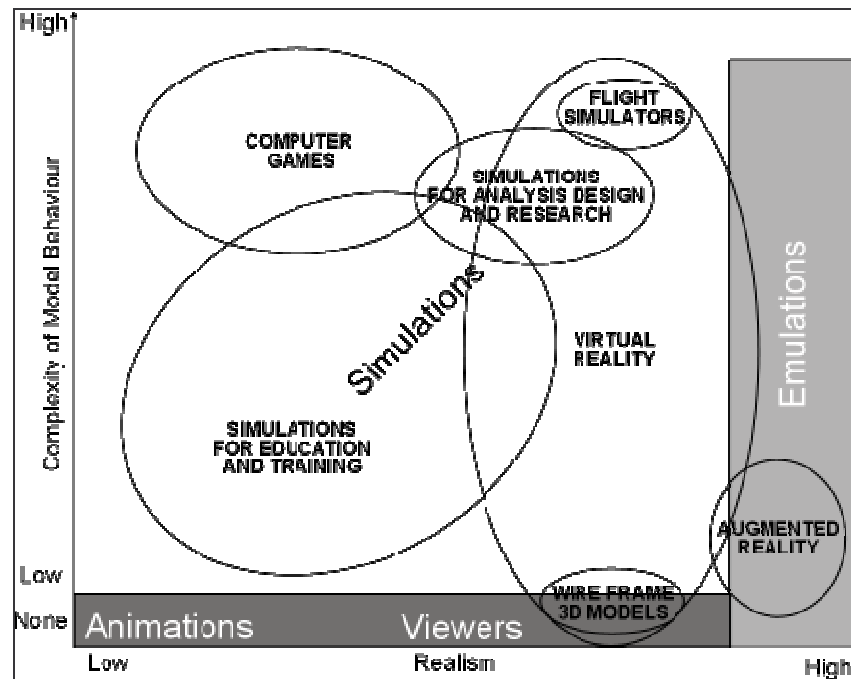 High
FLIGHT
SIMULATORS
COMPUTER
GAMES
SIMULATIONS
FOR ANALYSIS DESIGN
AND RESEARCH
Complexity of Model Behaviour
Simulations
Emulations
VIRTUAL
REALITY
SIMULATIONS
FOR EDUCATION
AND TRAINING
AUGMENTED
REALITY
Low
WIRE FRAME
3D MODELS
None
Animations
Viewers
Low
Realism
High